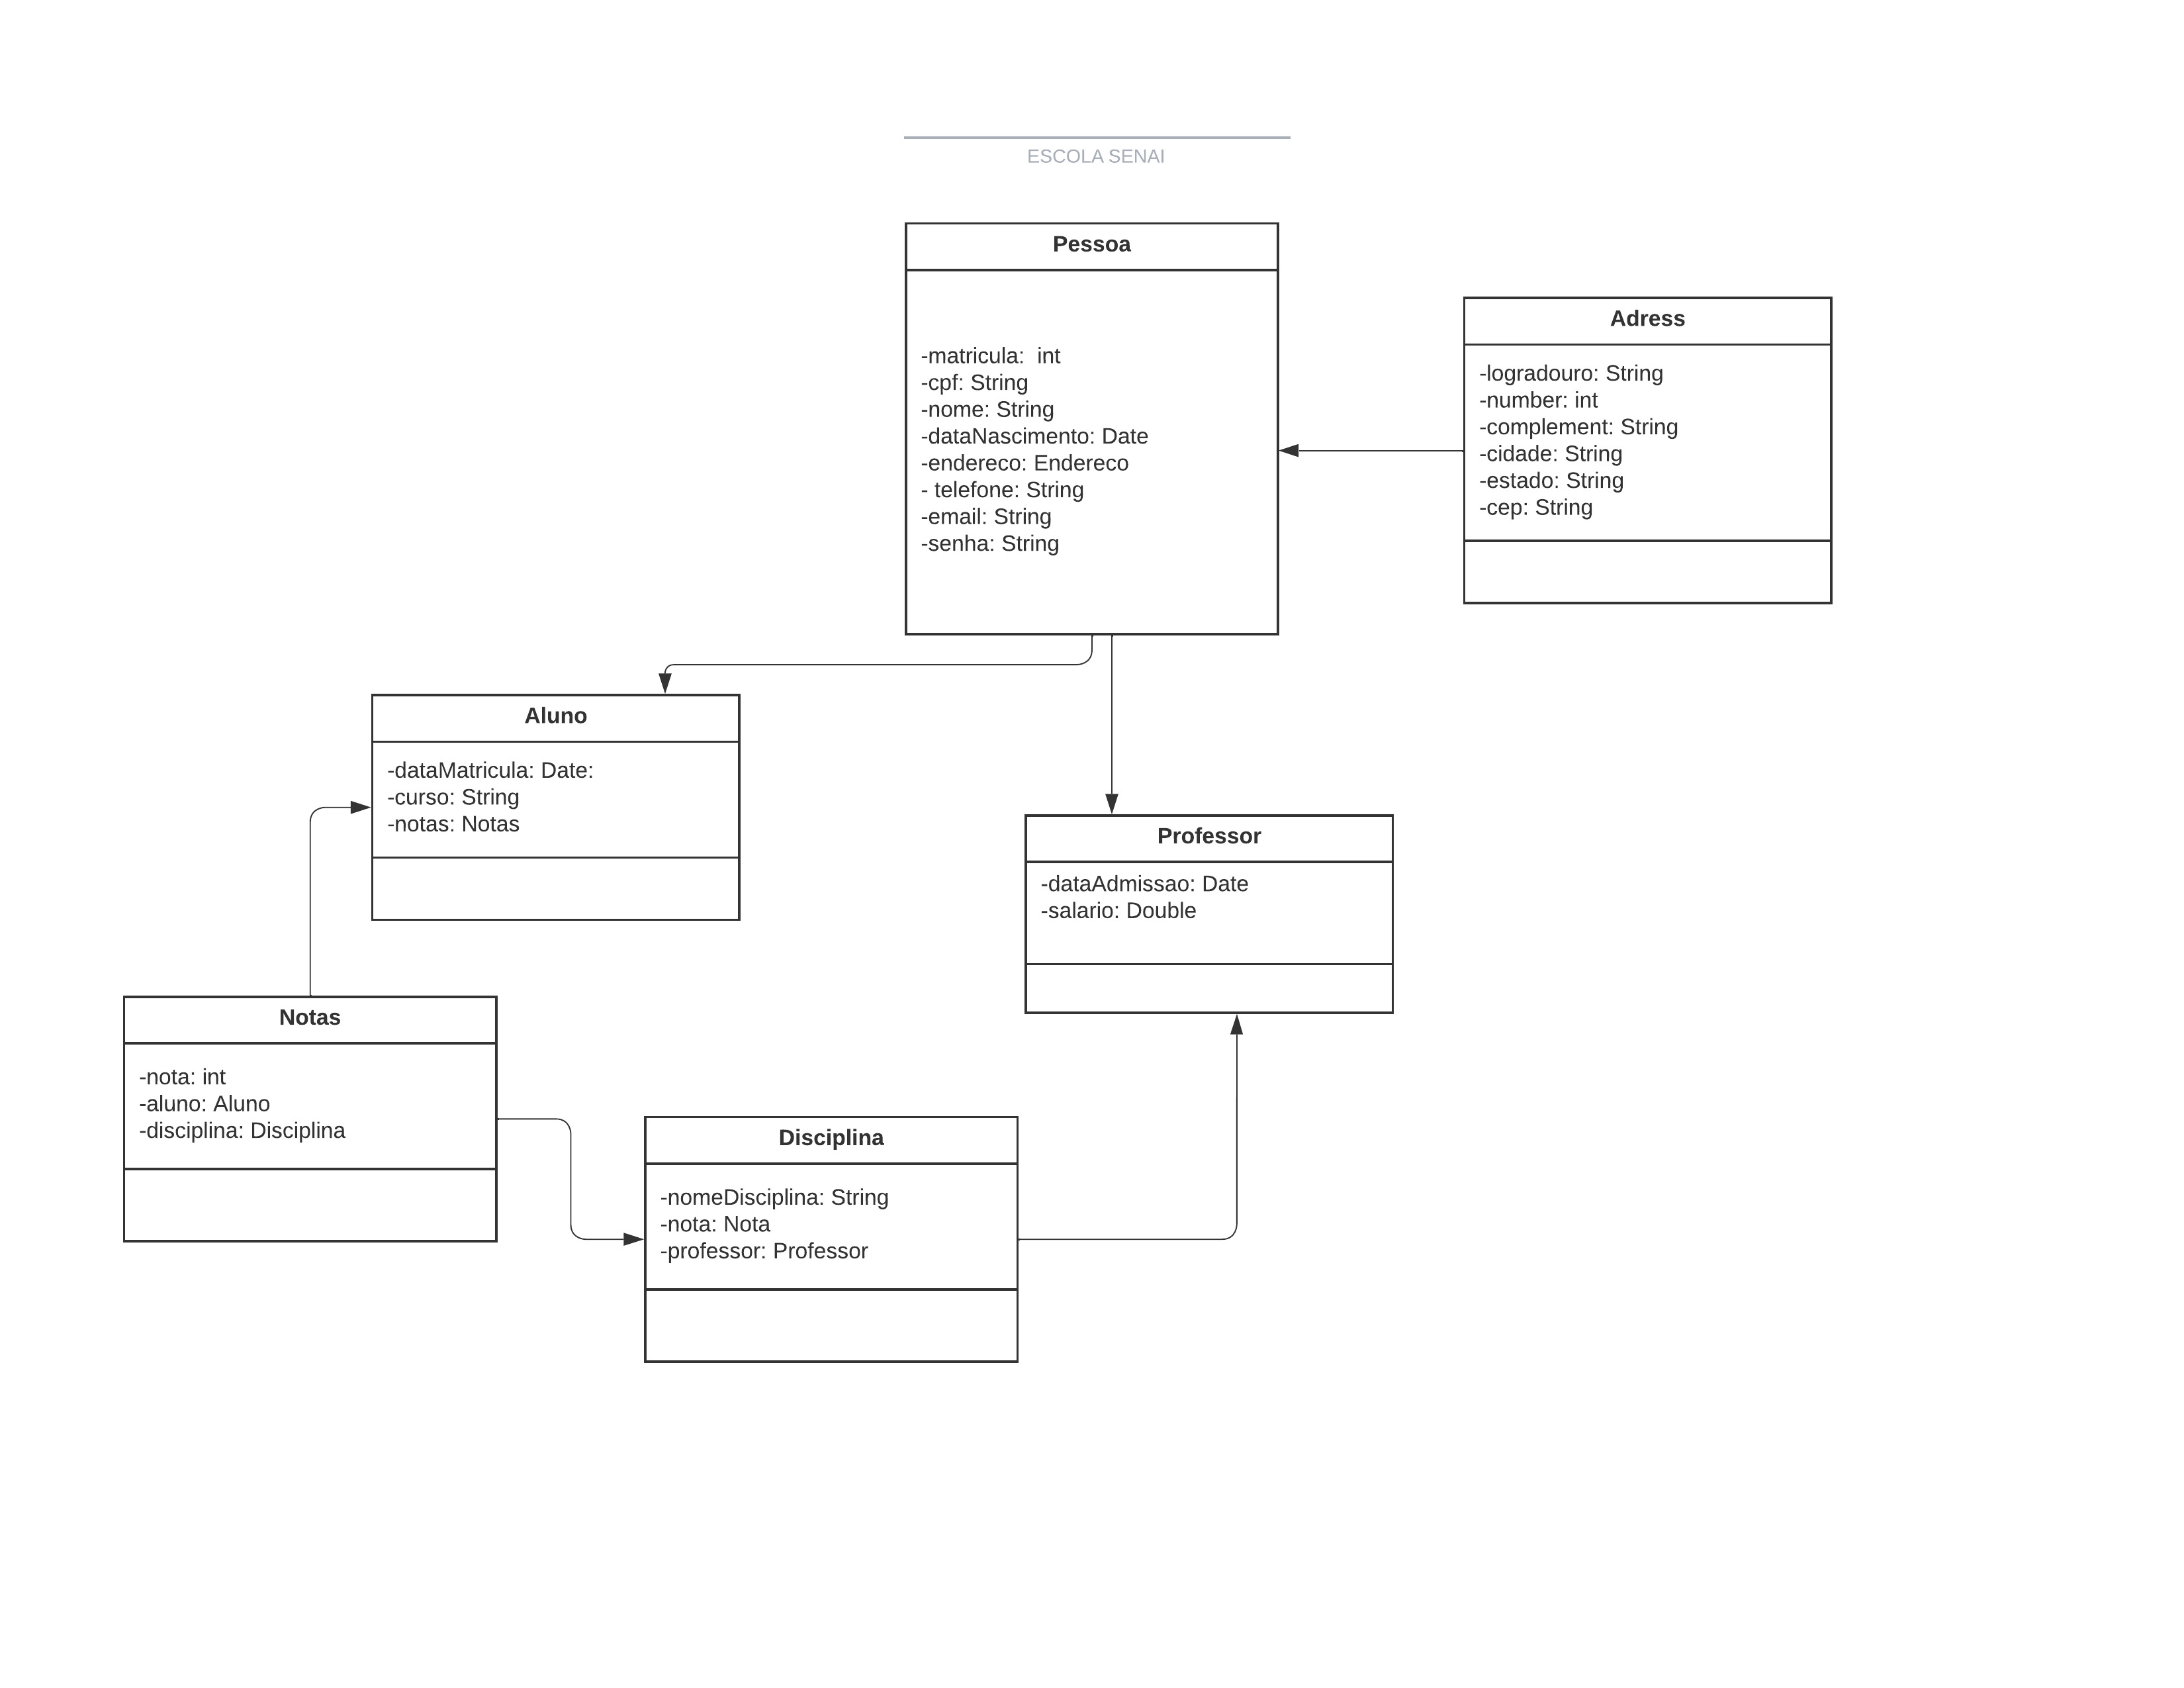 ESCOLA SENAI
Pessoa
-matricula:  int
-cpf: String
-nome: String
-dataNascimento: Date
-endereco: Endereco
- telefone: String
-email: String
-senha: String
Adress
-logradouro: String
-number: int
-complement: String
-cidade: String
-estado: String
-cep: String
Aluno
-dataMatricula: Date:
-curso: String
-notas: Notas
Professor
-dataAdmissao: Date
-salario: Double
Notas
-nota: int
-aluno: Aluno
-disciplina: Disciplina
Disciplina
-nomeDisciplina: String
-nota: Nota
-professor: Professor